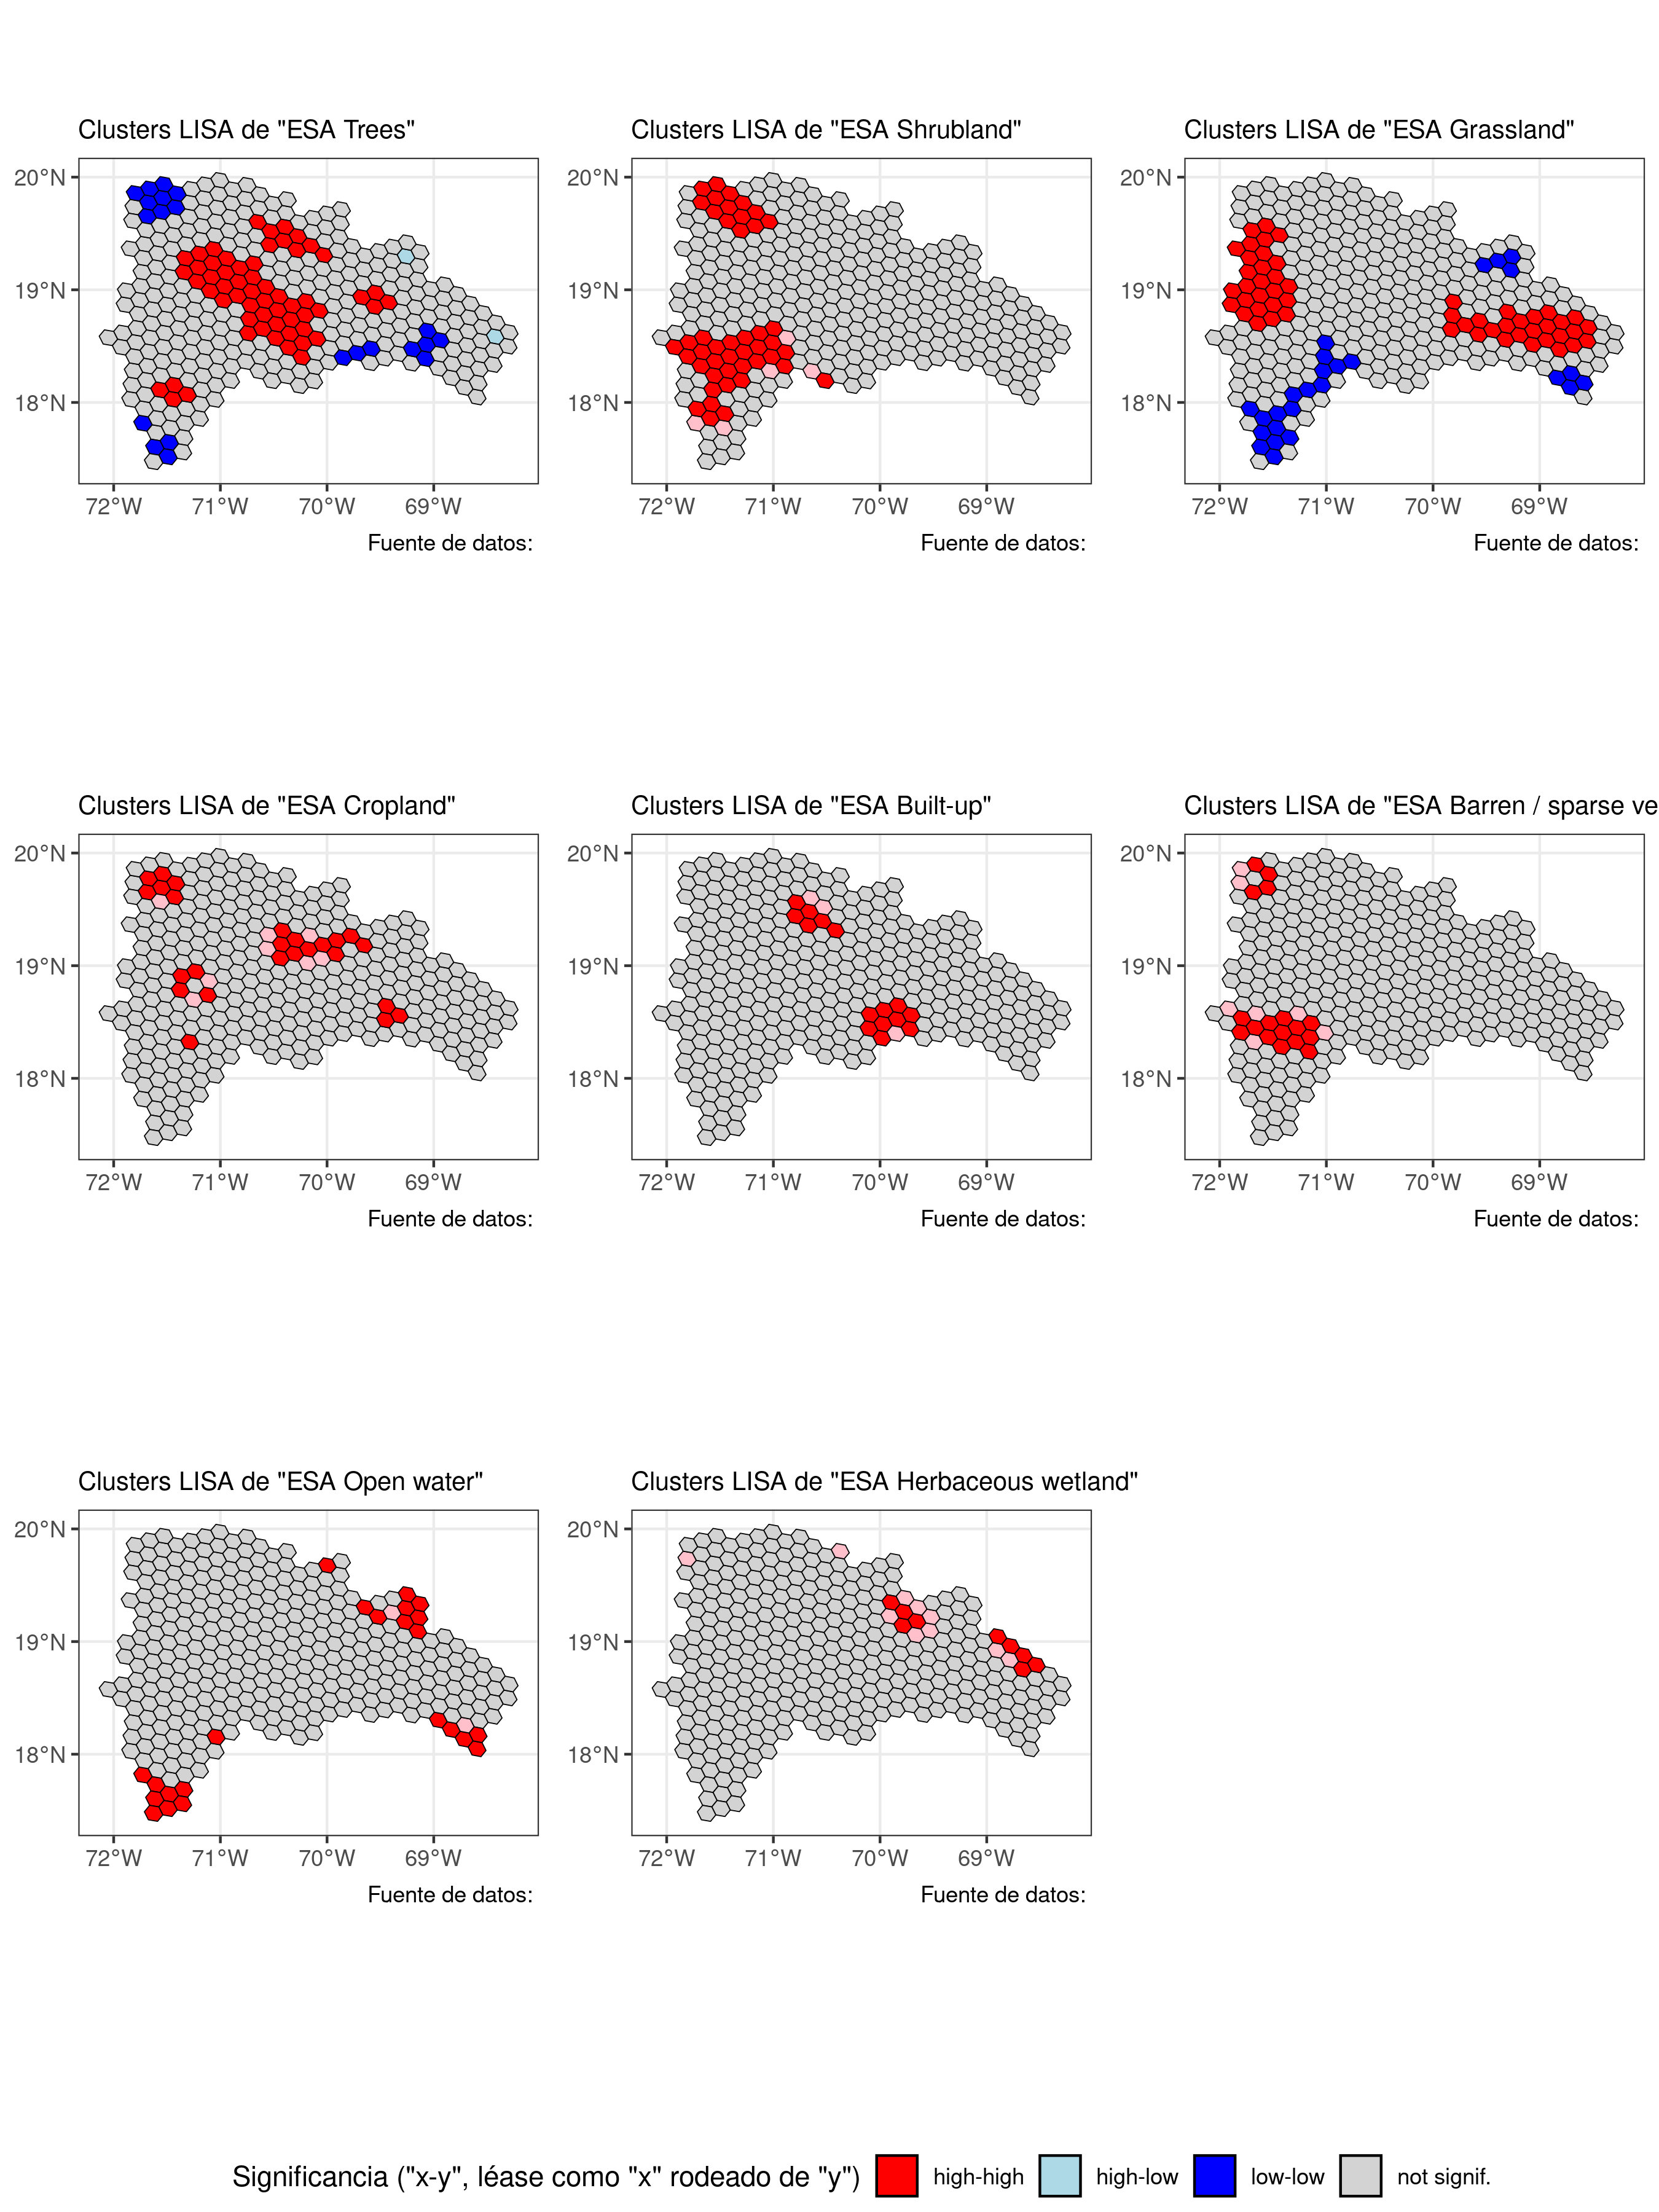 Clusters LISA de "ESA Trees"
Clusters LISA de "ESA Shrubland"
Clusters LISA de "ESA Grassland"
20°N
19°N
18°N
72°W 71°W 70°W 69°W
Fuente de datos:
20°N
19°N
18°N
72°W 71°W 70°W 69°W
Fuente de datos:
20°N
19°N
18°N
72°W 71°W 70°W 69°W
Fuente de datos:
Clusters LISA de "ESA Cropland"
Clusters LISA de "ESA Built-up"
Clusters LISA de "ESA Barren / sparse ve
20°N
19°N
18°N
72°W 71°W 70°W 69°W
Fuente de datos:
20°N
19°N
18°N
72°W 71°W 70°W 69°W
Fuente de datos:
20°N
19°N
18°N
72°W 71°W 70°W 69°W
Fuente de datos:
Clusters LISA de "ESA Open water"
Clusters LISA de "ESA Herbaceous wetland"
20°N
19°N
18°N
72°W 71°W 70°W 69°W
Fuente de datos:
20°N
19°N
18°N
72°W 71°W 70°W 69°W
Fuente de datos:
Significancia ("x-y", léase como "x" rodeado de "y") high-high high-low low-low not signif.